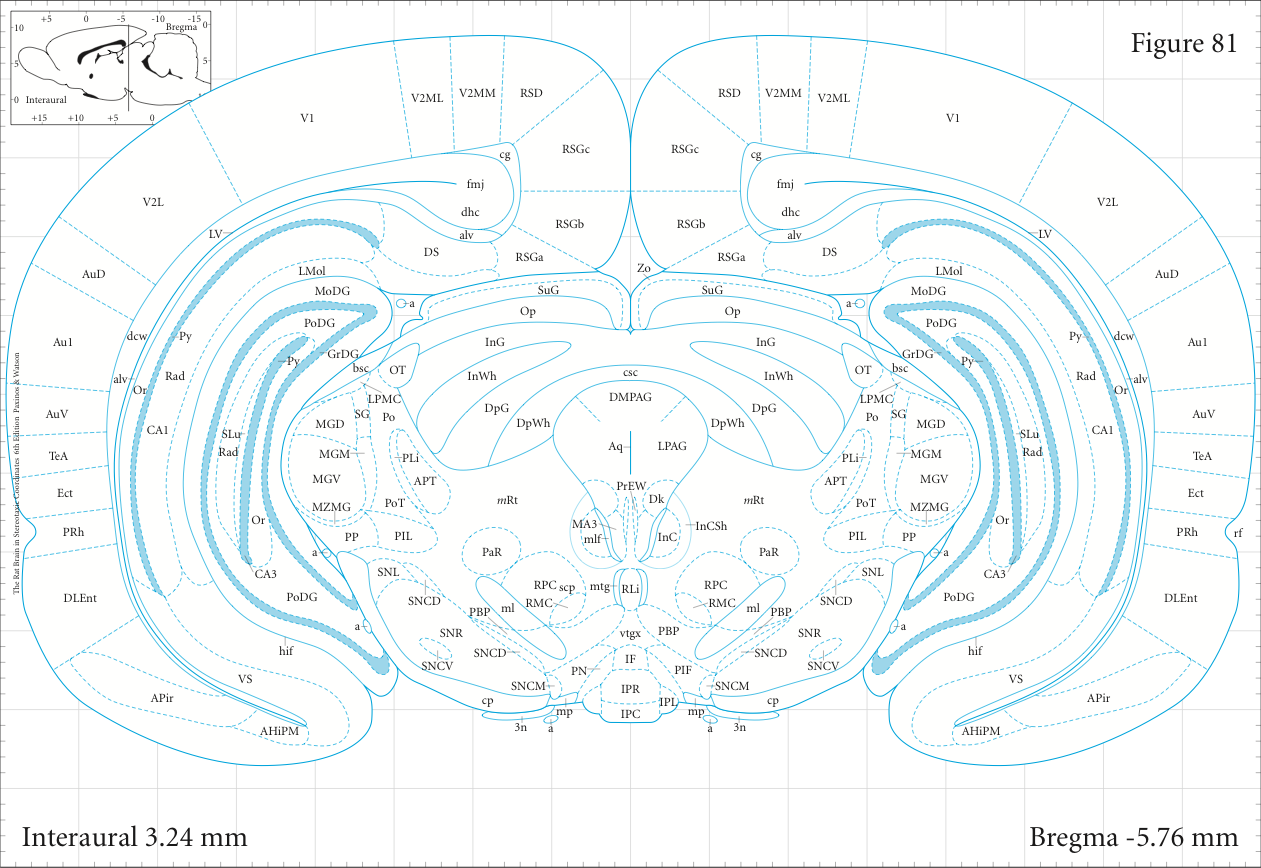 Figure 81
+5 0 -5 -10 -15
Bregma 0
10
5 5
0 Interaural
+15 +10 +5 0
V1 V2ML V2MM RSD RSD V2MM V2ML V1
cg RSGc RSGc cg
fmj fmj
V2L dhc dhc V2L
LV alv RSGb RSGb alv LV
DS RSGa RSGa DS
AuD LMol Zo LMol AuD
MoDG SuG SuG MoDG
a Op Op a
PoDG PoDG
Au1 dcw Py InG InG Py dcw Au1
GrDG GrDG
Py Py
bsc OT csc OT bsc
alv Or Rad InWh InWh Rad Or alv
LPMC DMPAG LPMC
AuV SG Po DpG DpG Po SG AuV
CA1 MGD DpWh DpWh MGD CA1
SLu SLu
Rad Rad
TeA MGM PLi Aq LPAG PLi MGM TeA
MGV APT APT MGV
Ect PrEW Ect
MZMG PoT mRt Dk mRt PoT MZMG
Or MA3 InCSh Or
PRh PP PIL mlf InC PIL PP PRh rf
a PaR PaR a
CA3 SNL SNL CA3
RPC scp mtg RLi RPC
DLEnt PoDG SNCD RMC RMC SNCD PoDG DLEnt
PBP ml ml PBP
a SNR vtgx PBP SNR a
hif SNCD SNCD hif
SNCV IF SNCV
VS PN PIF VS
SNCM IPR SNCM
APir cp IPL cp APir
mp IPC mp
AHiPM 3n a a 3n AHiPM
The Rat Brain in Stereotaxic Coordinates 6th Edition Paxinos & Watson
Interaural 3.24 mm
Bregma -5.76 mm